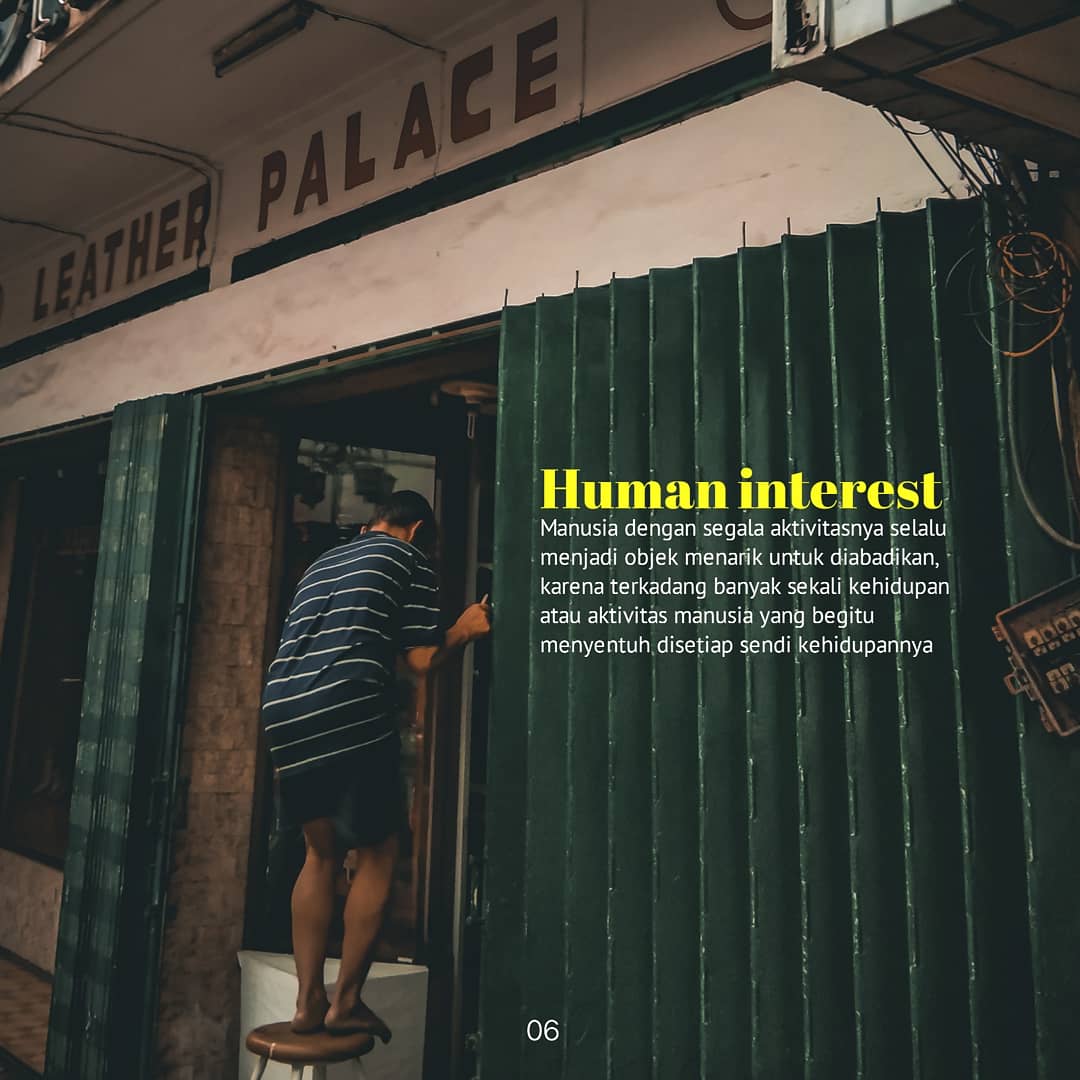 LEATHER PALACE
Human interest
Manusia dengan segala aktivitasnya selalu
menjadi objek menarik untuk diabadikan,
karena terkadang banyak sekali kehidupan
atau aktivitas manusia yang begitu
menyentuh disetiap sendi kehidupannya
06